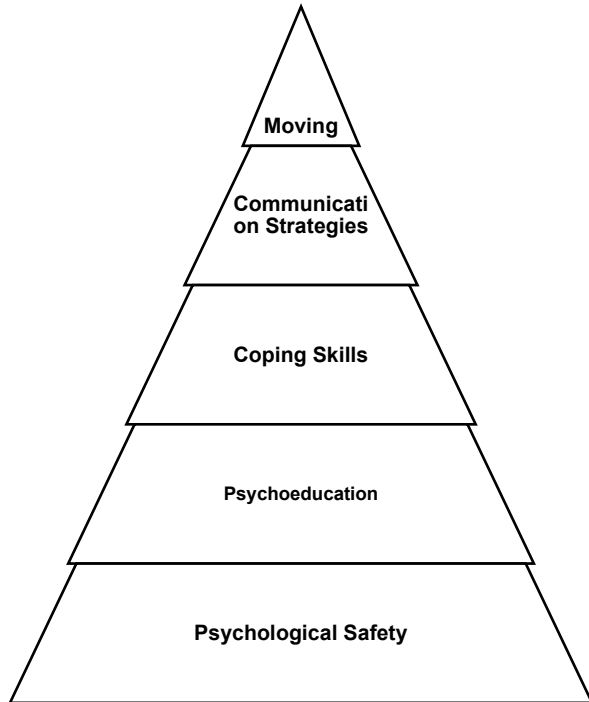 Moving
Communicati
on Strategies
Coping Skills
Psychoeducation
Psychological Safety